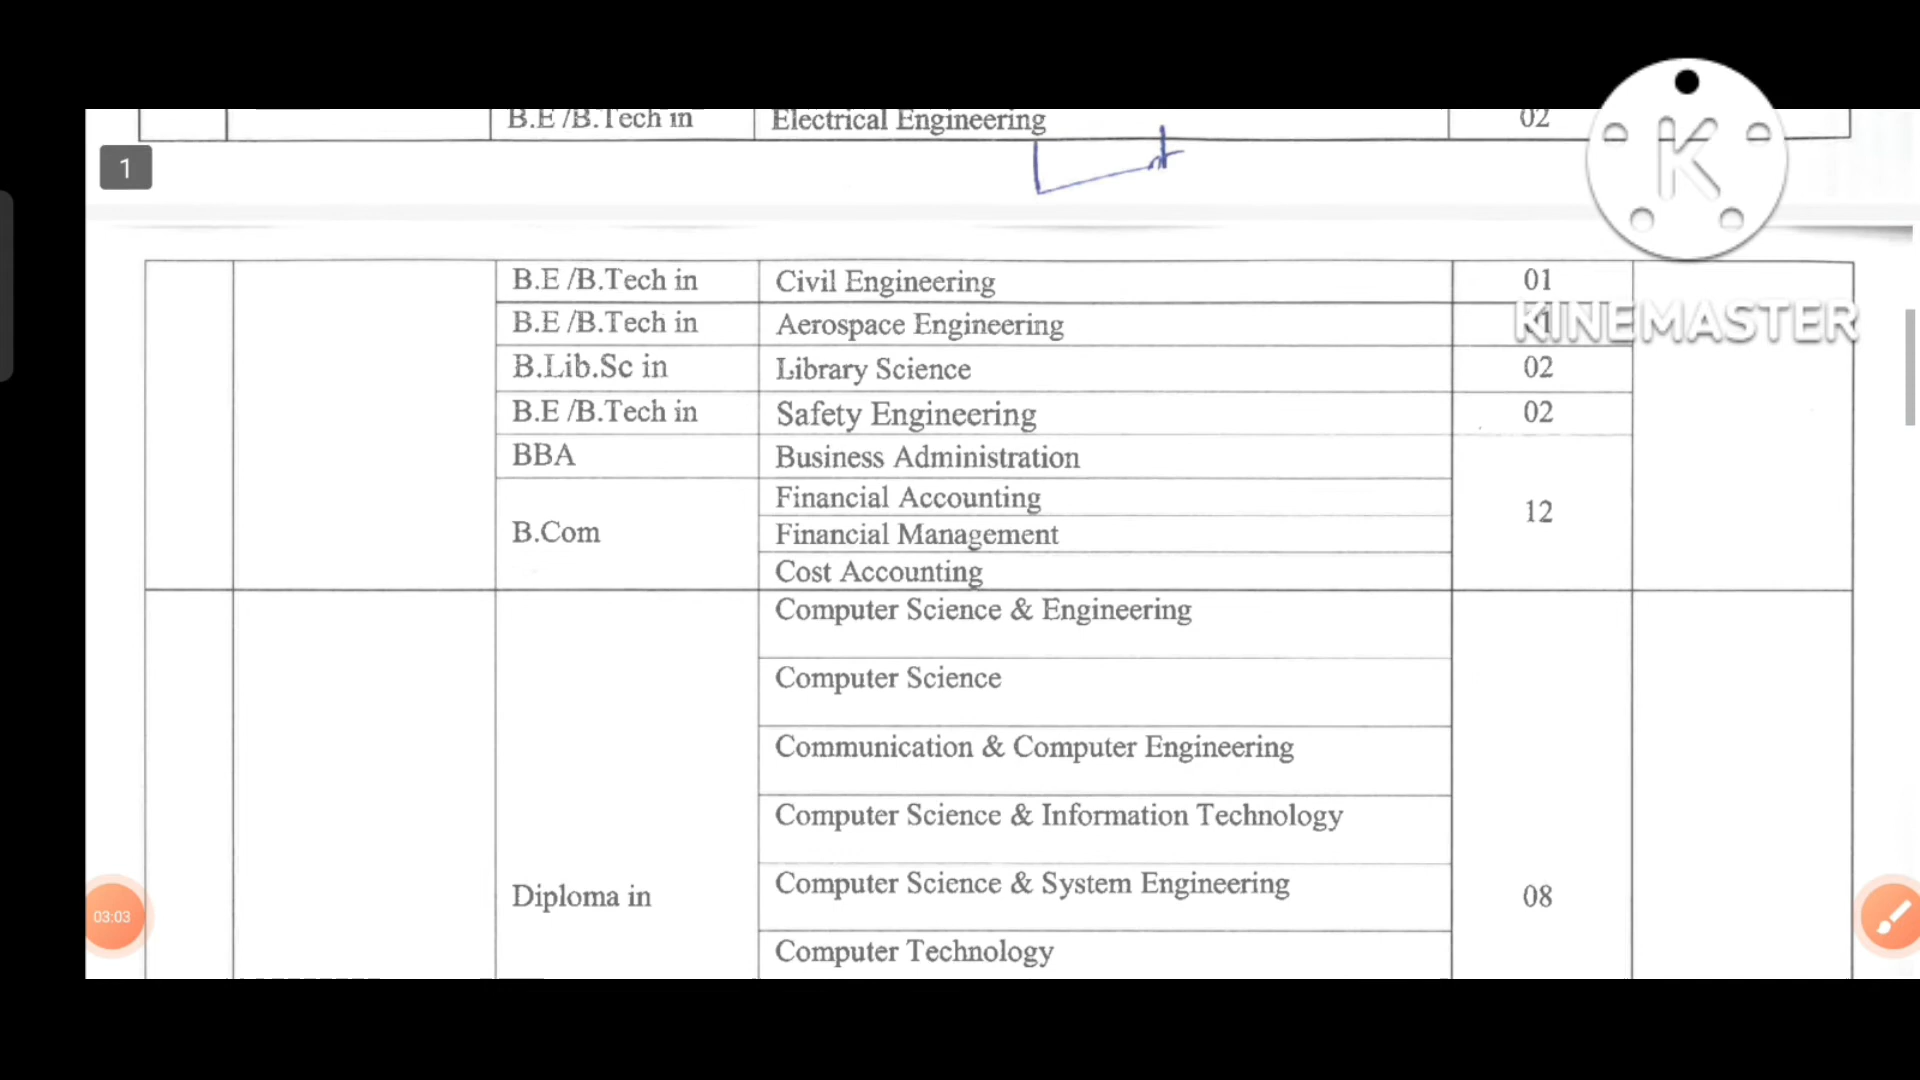 B.E /B.Tech in Electrical Engineering 02
1
B.E /B.Tech in Civil Engineering 01
B.E /B.Tech in Aerospace Engineering 01
KINEMASTER
B.Lib.Sc in Library Science 02
B.E /B.Tech in Safety Engineering 02
BBA Business Administration
Financial Accounting
12
Financial Management
B.Com
Cost Accounting
Computer Science & Engineering
Computer Science
Communication & Computer Engineering
Computer Science & Information Technology
Computer Science & System Engineering
Diploma in 08
03:03
Computer Technology